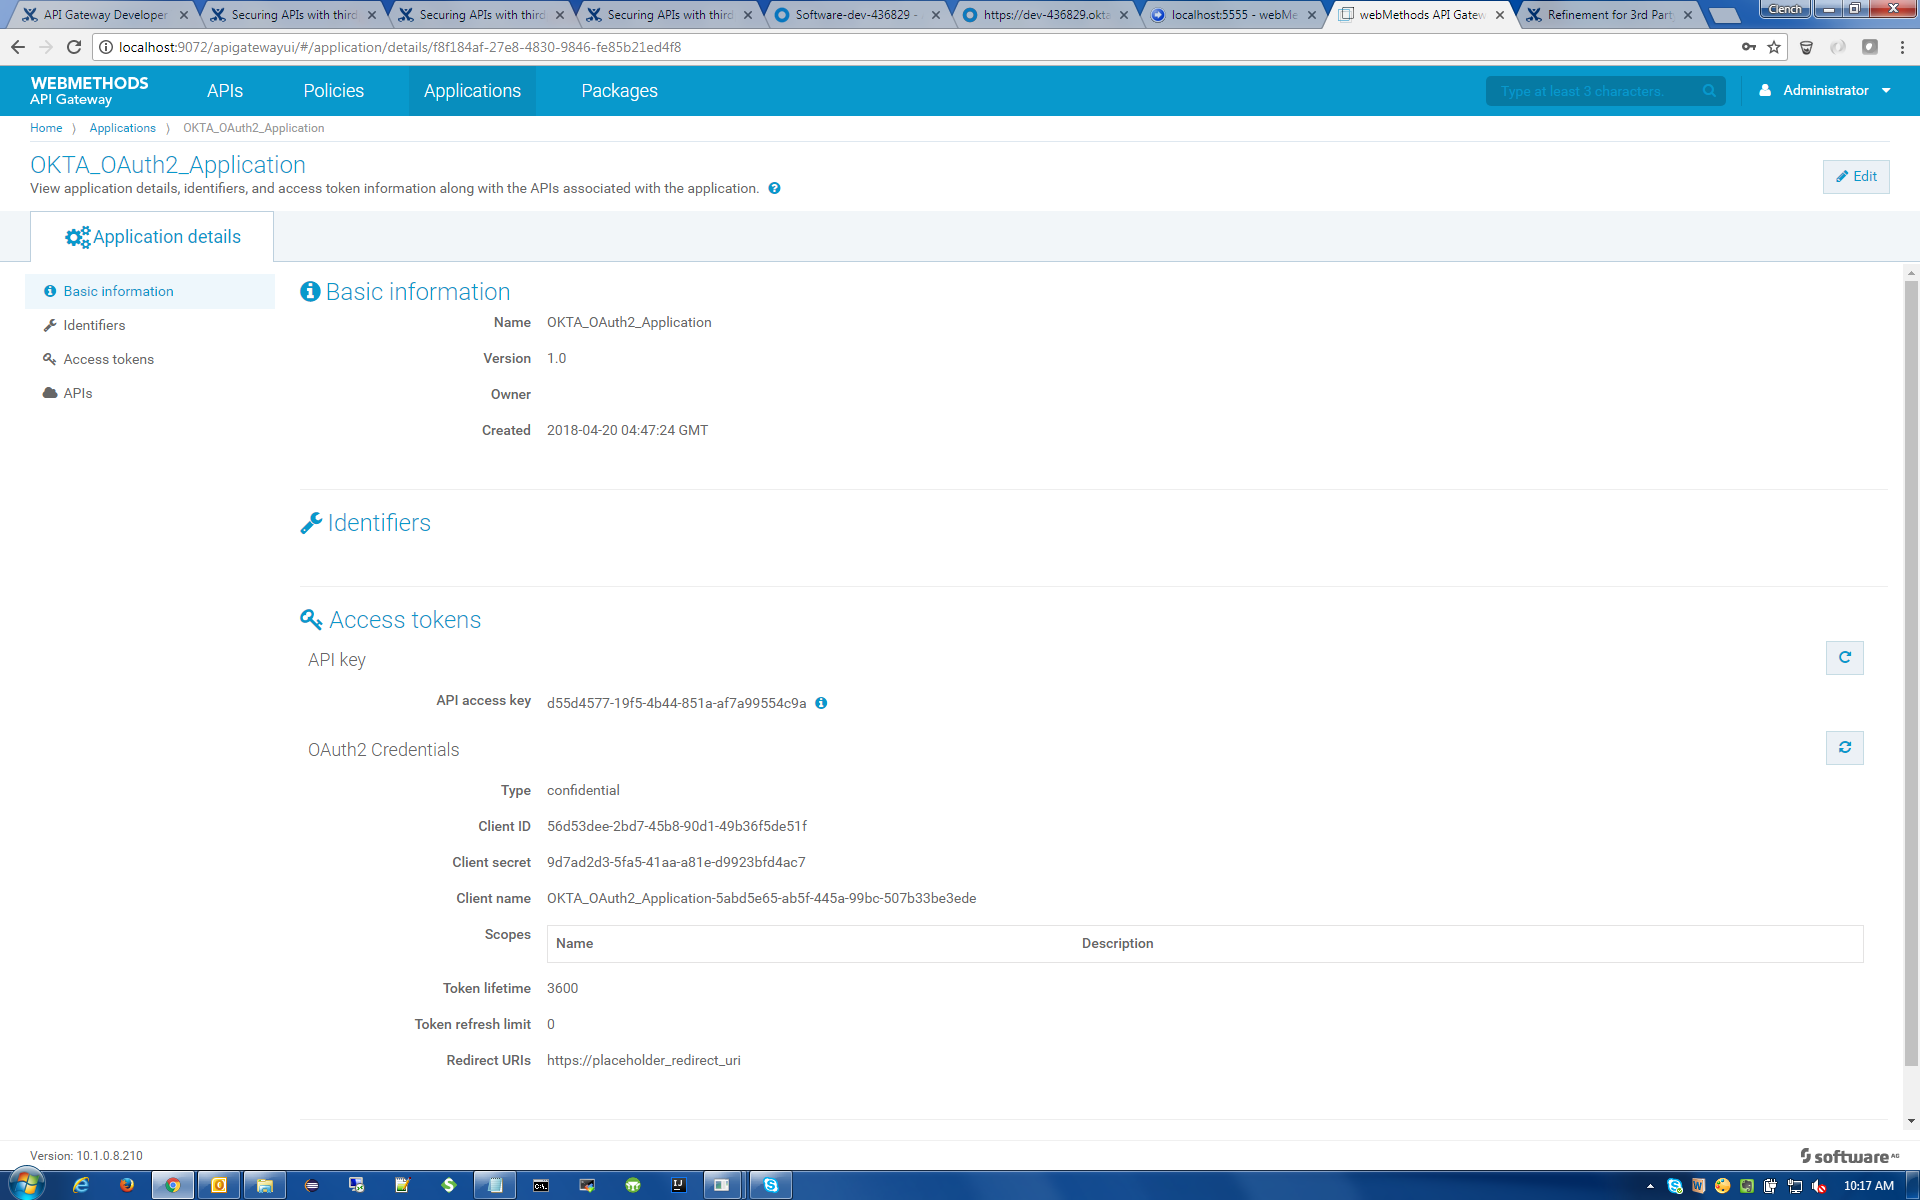 API Gateway Developer
Securing APIs with third
Securing APIs with third
Securing APIs with third
Software-dev-436829 -
https://dev-436829.okta
localhost:5555 - webMe
webMethods API Gatew
Refinement for 3rd Part
Clench
localhost:9072/apigatewayui/#/application/details/f8f184af-27e8-4830-9846-fe85b21ed4f8
WEBMETHODS
API Gateway
APIs
Policies
Applications
Packages
Type at least 3 characters.
Administrator
Home
Applications
OKTA_OAuth2_Application
OKTA_OAuth2_Application
View application details, identifiers, and access token information along with the APIs associated with the application.
Edit
Application details
Basic information
Identifiers
Access tokens
APIs
Basic information
Name OKTA_OAuth2_Application
Version 1.0
Owner
Created 2018-04-20 04:47:24 GMT
Identifiers
Access tokens
API key
API access key d55d4577-19f5-4b44-851a-af7a99554c9a
OAuth2 Credentials
Type confidential
Client ID 56d53dee-2bd7-45b8-90d1-49b36f5de51f
Client secret 9d7ad2d3-5fa5-41aa-a81e-d9923bfd4ac7
Client name OKTA_OAuth2_Application-5abd5e65-ab5f-445a-99bc-507b33be3ede
Scopes
Name Description
Token lifetime 3600
Token refresh limit 0
Redirect URIs https://placeholder_redirect_uri
Version: 10.1.0.8.210
software AG
10:17 AM